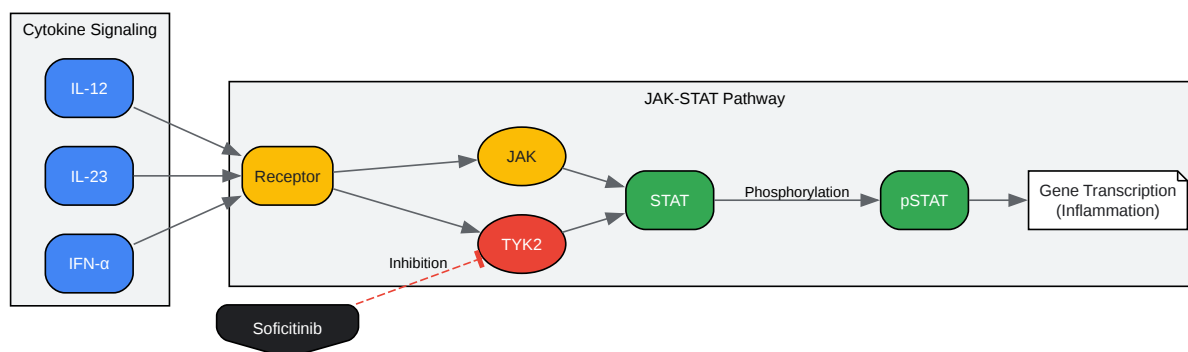 Cytokine Signaling
IL-12
IL-23
IFN-α
JAK-STAT Pathway
Receptor
JAK
TYK2
Inhibition
STAT
Phosphorylation
pSTAT
Gene Transcription
(Inflammation)
Soficitinib